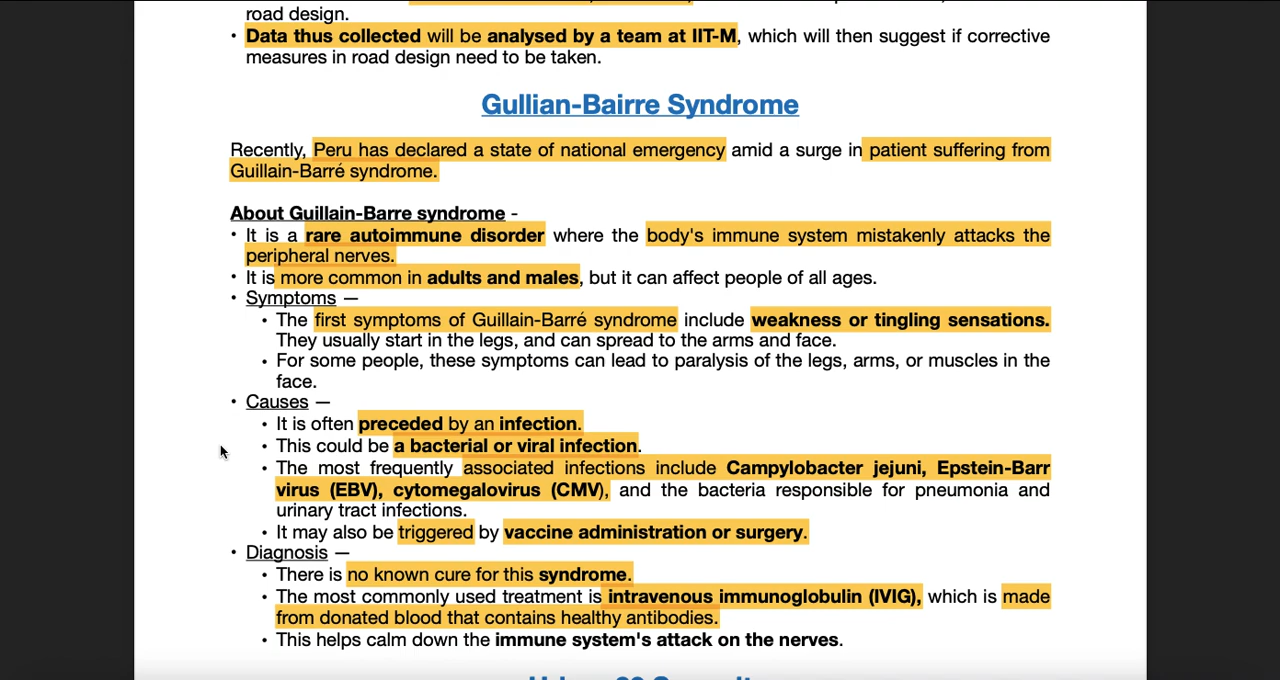 road design.
• Data thus collected will be analysed by a team at IIT-M, which will then suggest if corrective
measures in road design need to be taken.
Gullian-Bairre Syndrome
Recently, Peru has declared a state of national emergency amid a surge in patient suffering from
Guillain-Barré syndrome.
About Guillain-Barre syndrome -
• It is a rare autoimmune disorder where the body's immune system mistakenly attacks the
peripheral nerves.
• It is more common in adults and males, but it can affect people of all ages.
• Symptoms —
• The first symptoms of Guillain-Barré syndrome include weakness or tingling sensations.
They usually start in the legs, and can spread to the arms and face.
• For some people, these symptoms can lead to paralysis of the legs, arms, or muscles in the
face.
• Causes —
• It is often preceded by an infection.
• This could be a bacterial or viral infection.
• The most frequently associated infections include Campylobacter jejuni, Epstein-Barr
virus (EBV), cytomegalovirus (CMV), and the bacteria responsible for pneumonia and
urinary tract infections.
• It may also be triggered by vaccine administration or surgery.
• Diagnosis —
• There is no known cure for this syndrome.
• The most commonly used treatment is intravenous immunoglobulin (IVIG), which is made
from donated blood that contains healthy antibodies.
• This helps calm down the immune system's attack on the nerves.